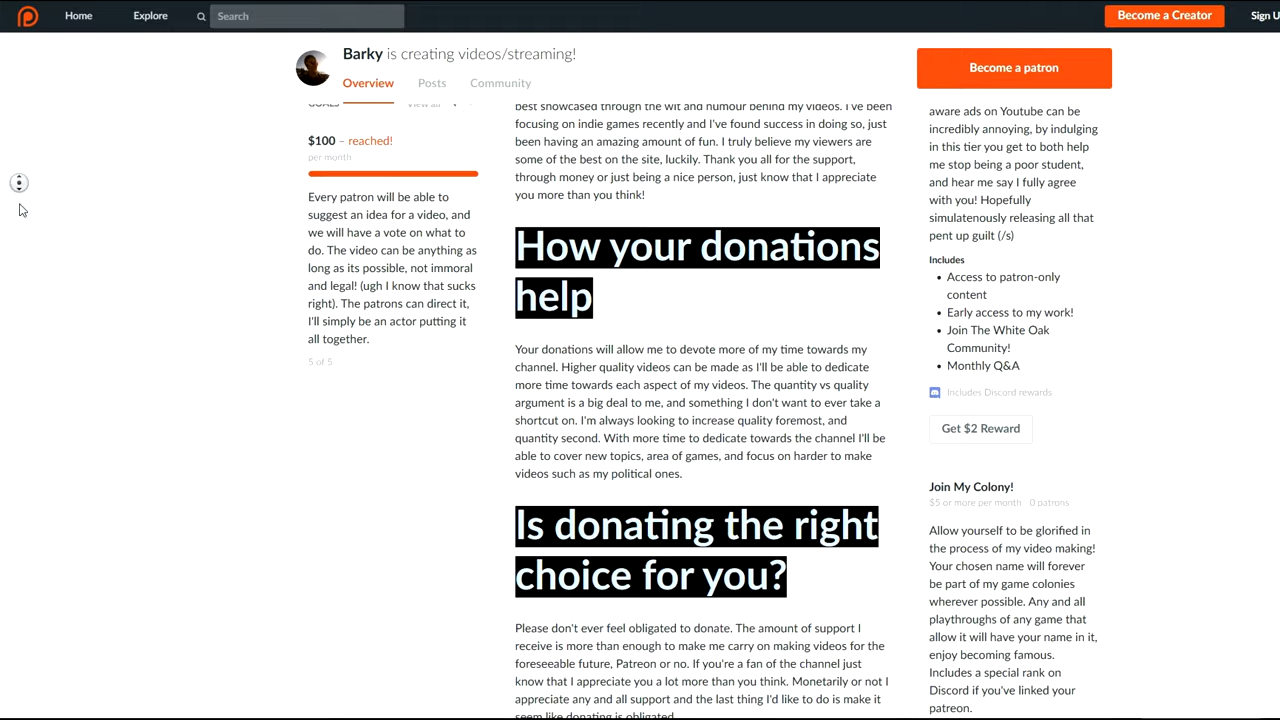 Home
Explore
Search
Become a Creator
Sign U
Barky is creating videos/streaming!
Overview
Posts
Community
Become a patron
GOALS
View all
$100 – reached!
per month
Every patron will be able to
suggest an idea for a video, and
we will have a vote on what to
do. The video can be anything as
long as its possible, not immoral
and legal! (ugh I know that sucks
right). The patrons can direct it,
I'll simply be an actor putting it
all together.
5 of 5
best showcased through the wit and humour behind my videos. I've been
focusing on indie games recently and I've found success in doing so, just
been having an amazing amount of fun. I truly believe my viewers are
some of the best on the site, luckily. Thank you all for the support,
through money or just being a nice person, just know that I appreciate
you more than you think!
How your donations
help
Your donations will allow me to devote more of my time towards my
channel. Higher quality videos can be made as I'll be able to dedicate
more time towards each aspect of my videos. The quantity vs quality
argument is a big deal to me, and something I don't want to ever take a
shortcut on. I'm always looking to increase quality foremost, and
quantity second. With more time to dedicate towards the channel I'll be
able to cover new topics, area of games, and focus on harder to make
videos such as my political ones.
Is donating the right
choice for you?
Please don't ever feel obligated to donate. The amount of support I
receive is more than enough to make me carry on making videos for the
foreseeable future, Patreon or no. If you're a fan of the channel just
know that I appreciate you a lot more than you think. Monetarily or not I
appreciate any and all support and the last thing I'd like to do is make it
seem like donating is obligated.
aware ads on Youtube can be
incredibly annoying, by indulging
in this tier you get to both help
me stop being a poor student,
and hear me say I fully agree
with you! Hopefully
simulatenously releasing all that
pent up guilt (/s)
Includes
• Access to patron-only
content
• Early access to my work!
• Join The White Oak
Community!
• Monthly Q&A
Includes Discord rewards
Get $2 Reward
Join My Colony!
$5 or more per month 0 patrons
Allow yourself to be glorified in
the process of my video making!
Your chosen name will forever
be part of my game colonies
wherever possible. Any and all
playthroughs of any game that
allow it will have your name in it,
enjoy becoming famous.
Includes a special rank on
Discord if you've linked your
patreon.